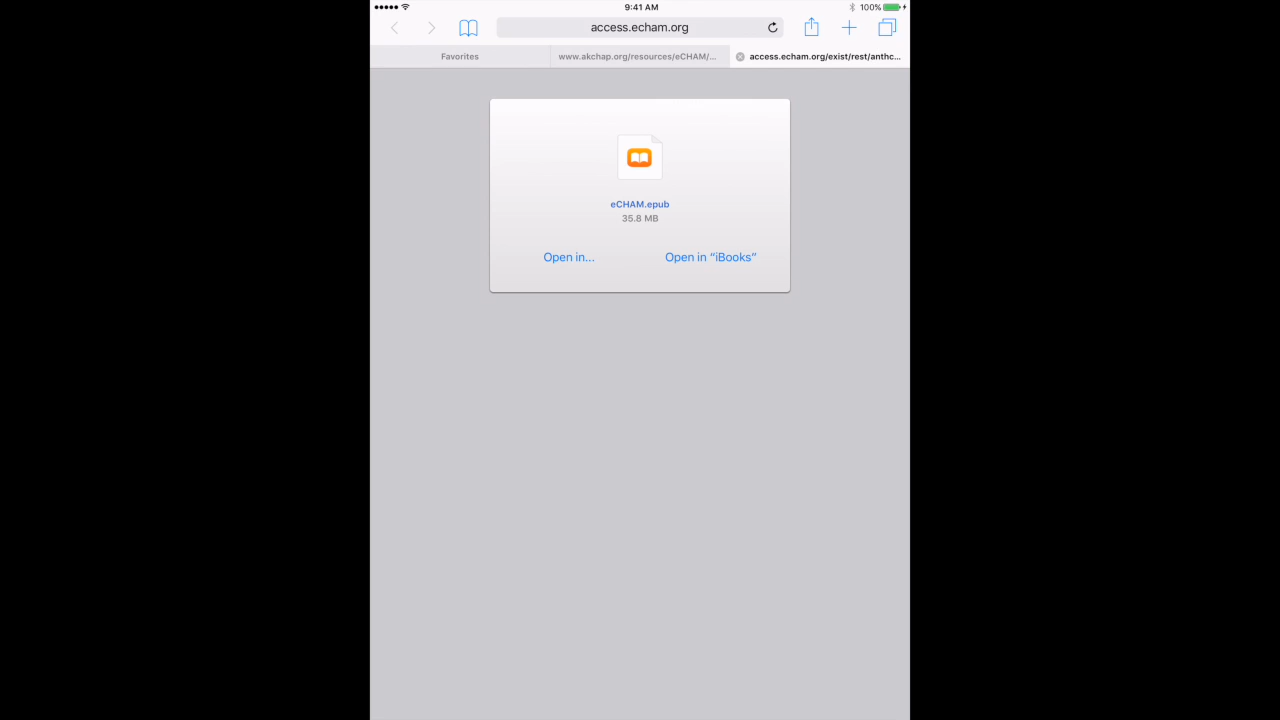 9:41 AM
100%
access.echam.org
Favorites
www.akchap.org/resources/eCHAM/...
access.echam.org/exist/rest/anthc...
eCHAM.epub
35.8 MB
Open in...
Open in “iBooks”